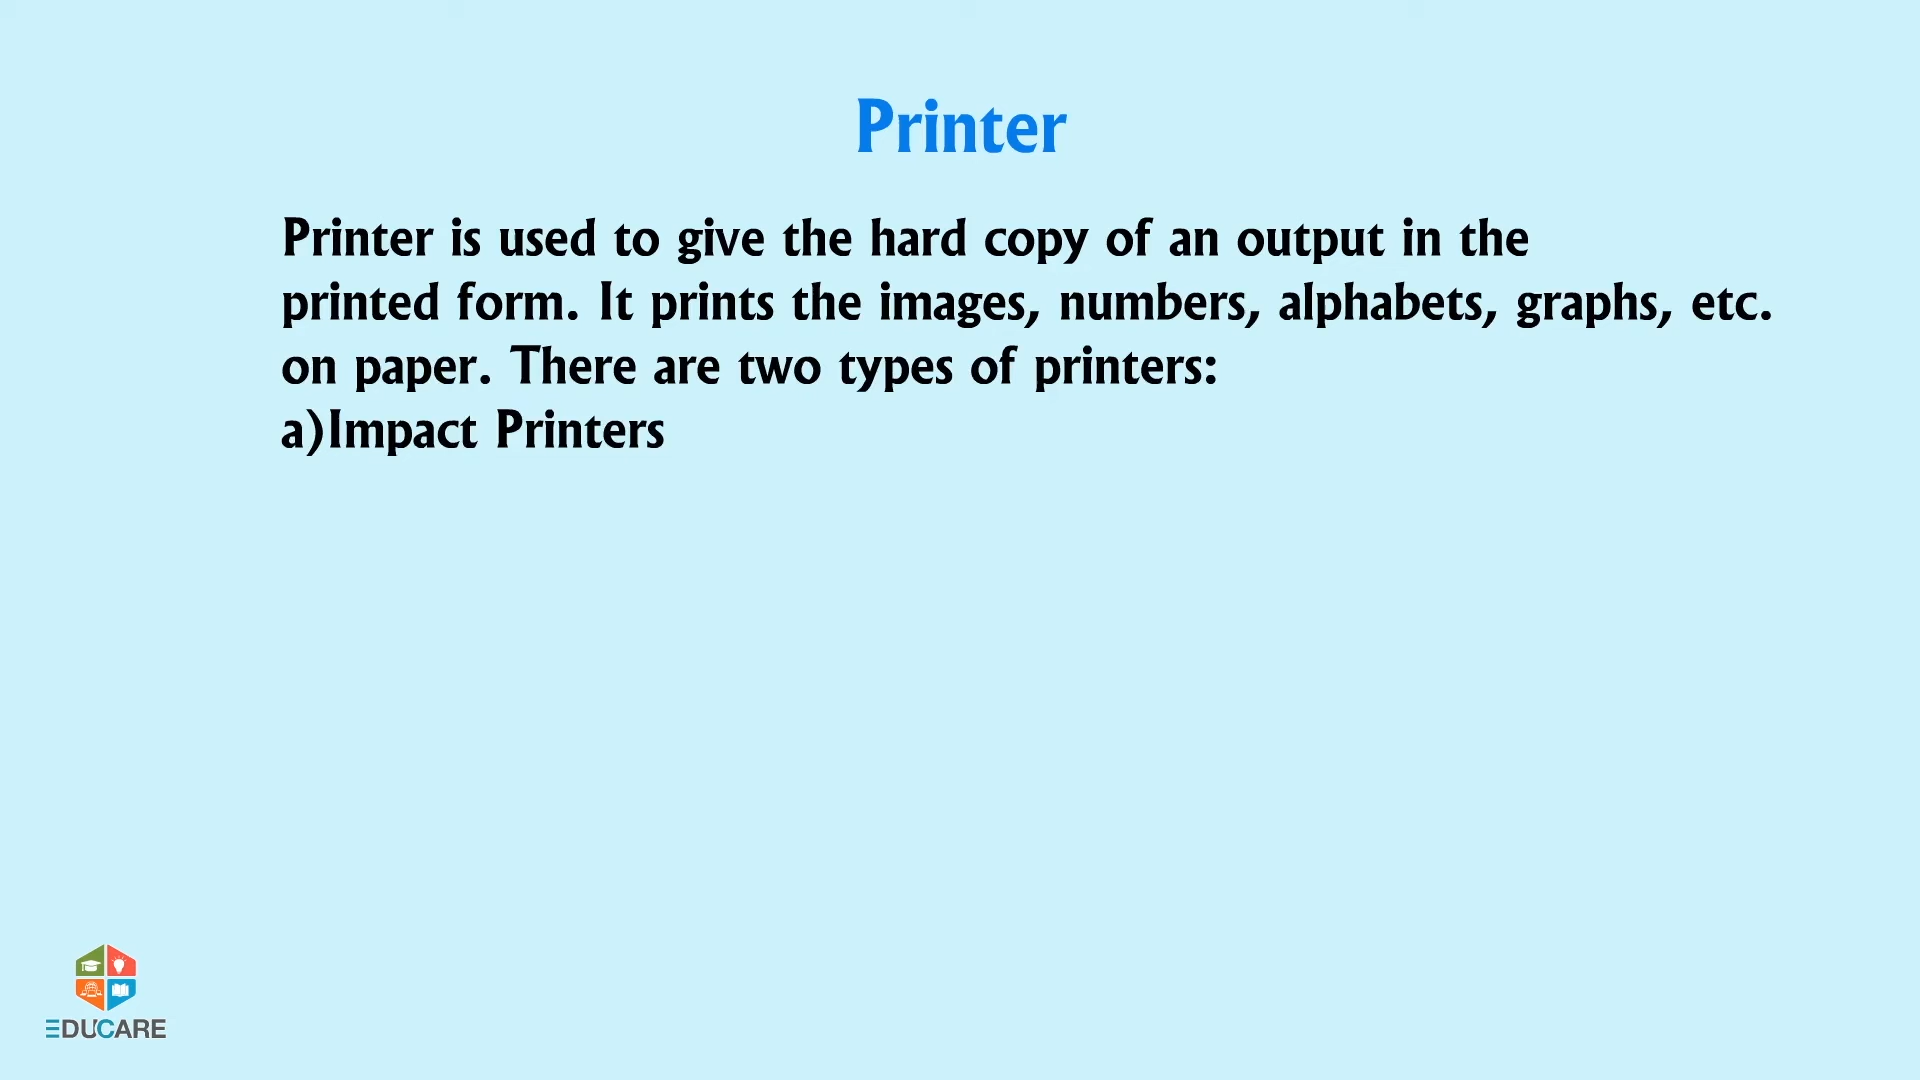 Printer
Printer is used to give the hard copy of an output in the
printed form. It prints the images, numbers, alphabets, graphs, etc.
on paper. There are two types of printers:
a)Impact Printers
EDUCARE